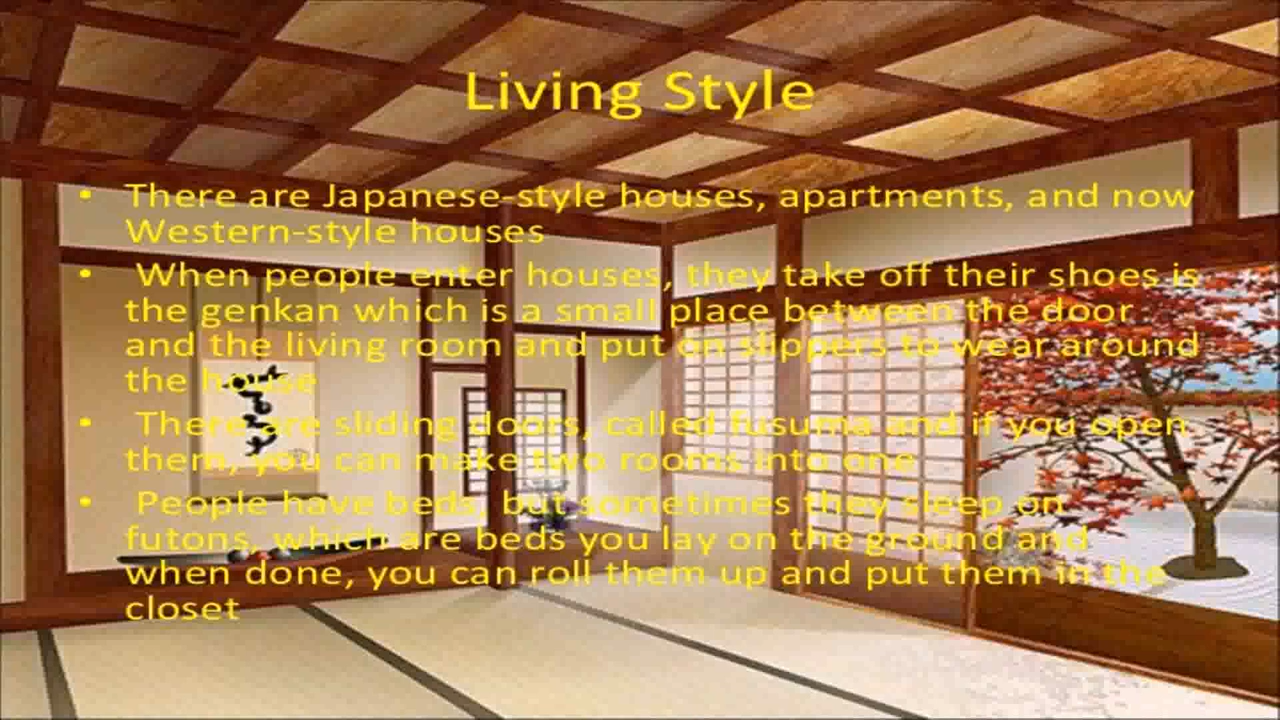 Living Style
• There are Japanese-style houses, apartments, and now
Western-style houses
• When people enter houses, they take off their shoes is
the genkan which is a small place between the door
and the living room and put on slippers to wear around
the house
• There are sliding doors, called fusuma and if you open
them, you can make two rooms into one
• People have beds, but sometimes they sleep on
futons, which are beds you lay on the ground and
when done, you can roll them up and put them in the
closet